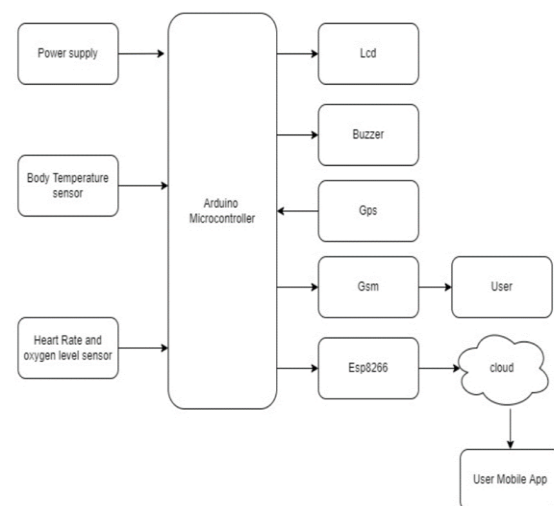 Power supply
Lcd
Buzzer
Body Temperature
sensor
Arduino
Microcontroller
Gps
Gsm
User
Heart Rate and
oxygen level sensor
Esp8266
cloud
User Mobile App